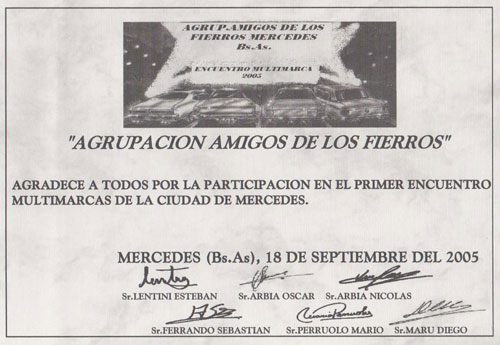 AGRUP.AMIGOS DE LOS
FIERROS MERCEDES
Bs.As.
ENCUENTRO MULTIMARCA
2005
"AGRUPACION AMIGOS DE LOS FIERROS"
AGRADECE A TODOS POR LA PARTICIPACION EN EL PRIMER ENCUENTRO
MULTIMARCAS DE LA CIUDAD DE MERCEDES.
MERCEDES (Bs.As), 18 DE SEPTIEMBRE DEL 2005
Sr.LENTINI ESTEBAN Sr.ARBIA OSCAR Sr.ARBIA NICOLAS
Sr.FERRANDO SEBASTIAN Sr.PERRUOLO MARIO Sr.MARU DIEGO